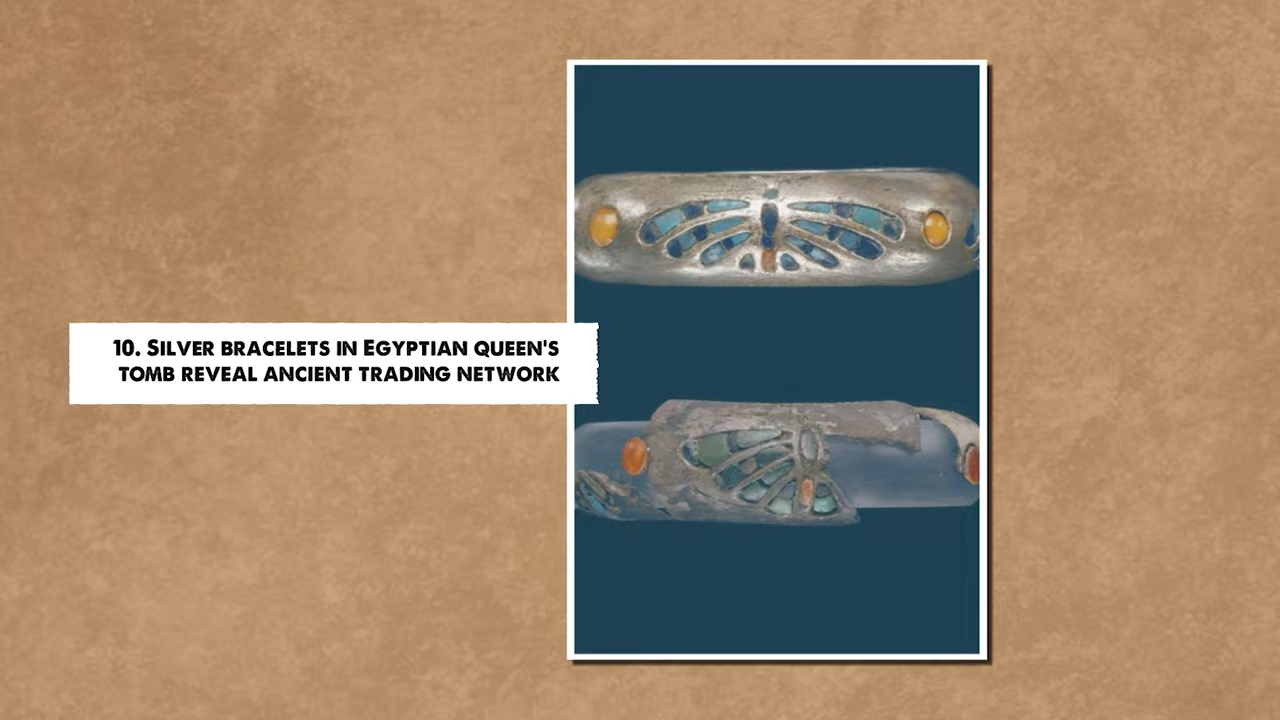 10. Silver bracelets in Egyptian queen's
tomb reveal ancient trading network